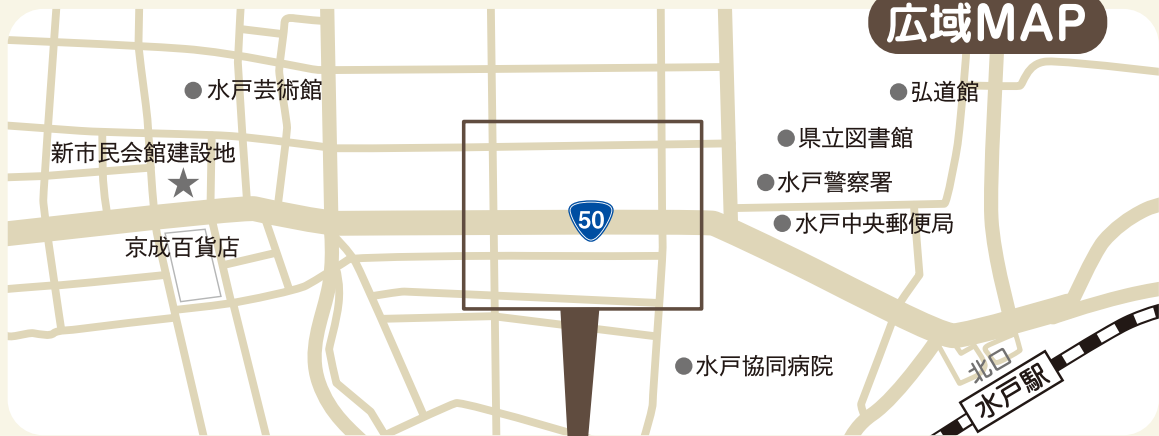 広域MAP
水戸芸術館
弘道館
県立図書館
新市民会館建設地
水戸警察署
50
水戸中央郵便局
京成百貨店
水戸協同病院
北口
水戸駅